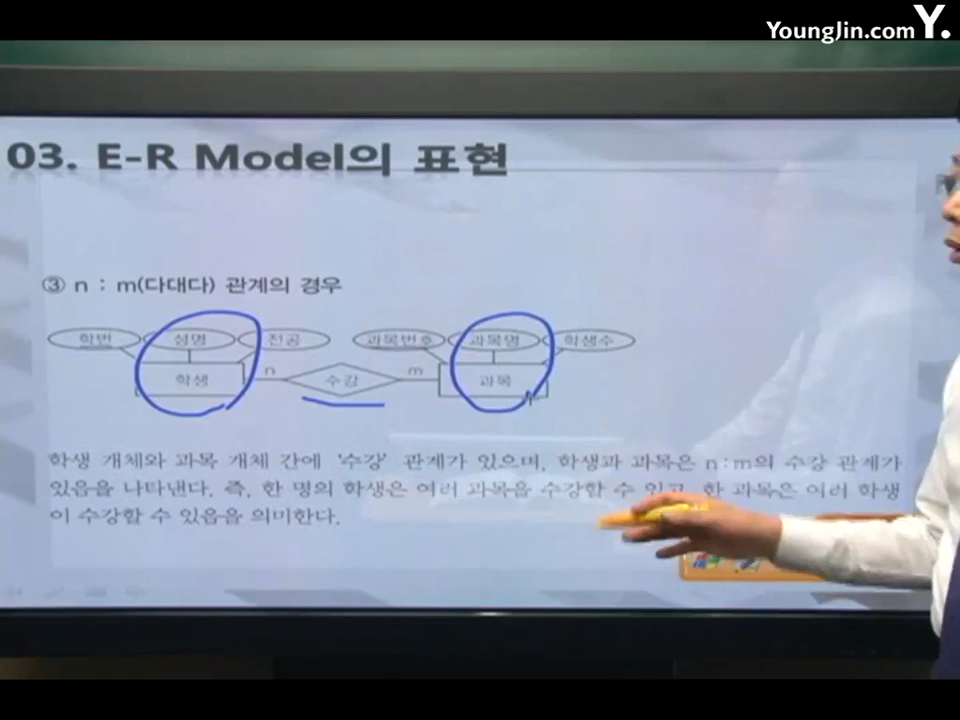 YoungJin.com Y.
03. E-R Model의 표현
③ n : m(다대다) 관계의 경우
학번 성명 전공 과목번호 과목명 학생수
학생 n 수강 m 과목
학생 개체와 과목 개체 간에 '수강' 관계가 있으며, 학생과 과목은 n:m의 수강 관계가
있음을 나타낸다. 즉, 한 명의 학생은 여러 과목을 수강할 수 있고, 한 과목은 여러 학생
이 수강할 수 있음을 의미한다.